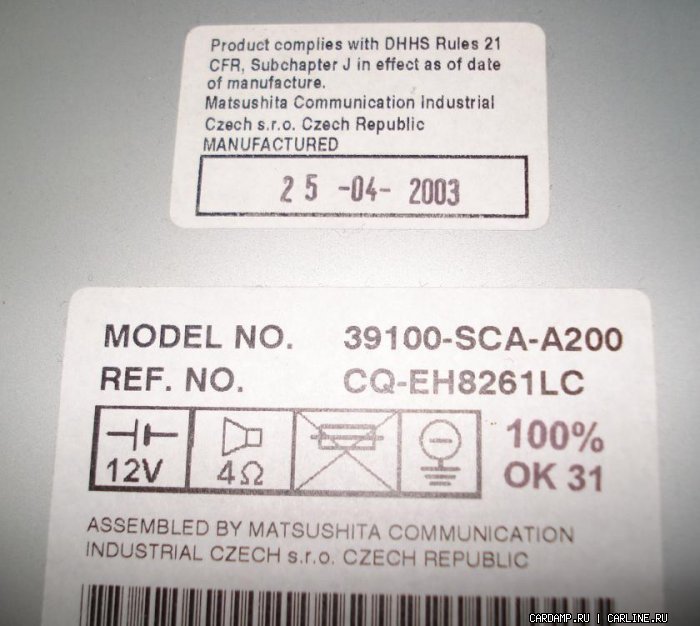 Product complies with DHHS Rules 21
CFR, Subchapter J in effect as of date
of manufacture.
Matsushita Communication Industrial
Czech s.r.o. Czech Republic
MANUFACTURED
25 -04- 2003
MODEL NO. 39100-SCA-A200
REF. NO. CQ-EH8261LC
12V 4Ω 100%
OK 31
ASSEMBLED BY MATSUSHITA COMMUNICATION
INDUSTRIAL CZECH s.r.o. CZECH REPUBLIC
CARDAMP.RU | CARLINE.RU